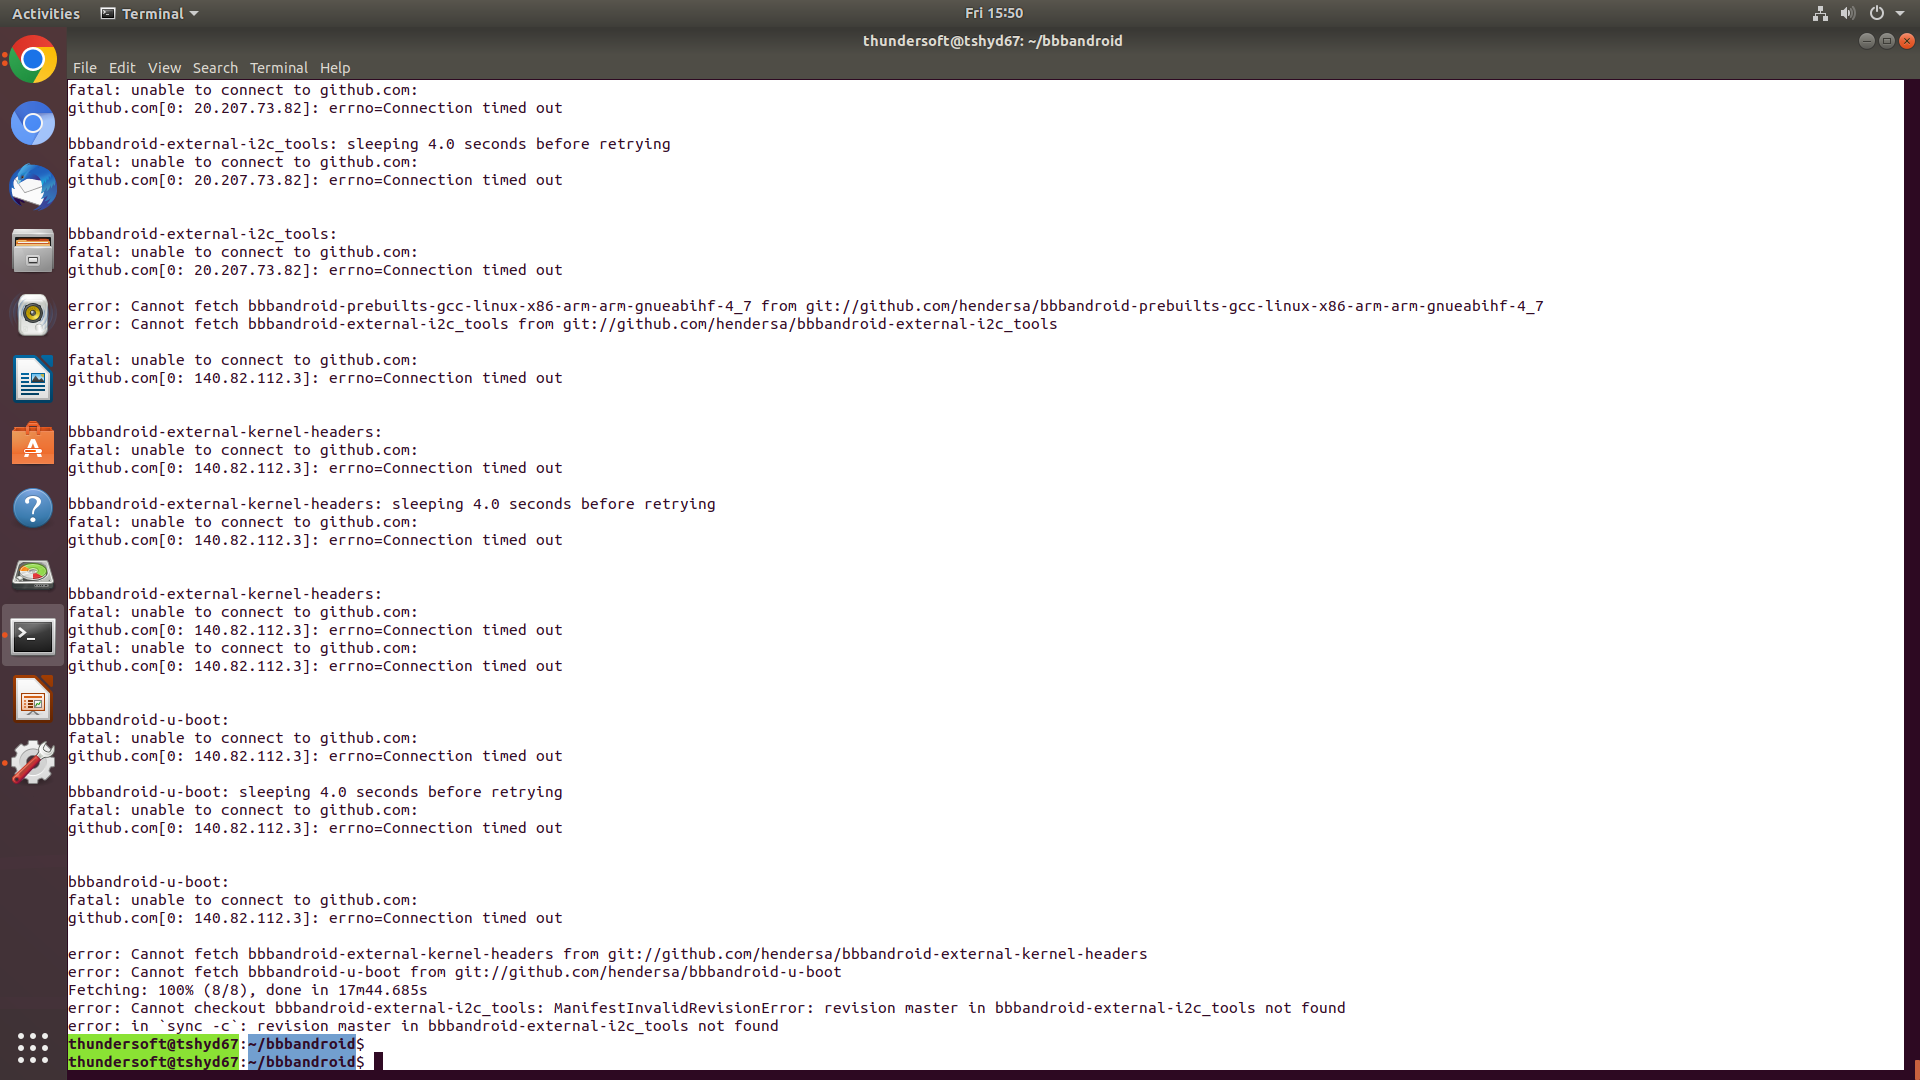 Activities
Terminal
Fri 15:50
thundersoft@tshyd67: ~/bbbandroid
File Edit View Search Terminal Help
fatal: unable to connect to github.com:
github.com[0: 20.207.73.82]: errno=Connection timed out
bbbandroid-external-i2c_tools: sleeping 4.0 seconds before retrying
fatal: unable to connect to github.com:
github.com[0: 20.207.73.82]: errno=Connection timed out
bbbandroid-external-i2c_tools:
fatal: unable to connect to github.com:
github.com[0: 20.207.73.82]: errno=Connection timed out
error: Cannot fetch bbbandroid-prebuilts-gcc-linux-x86-arm-arm-gnueabihf-4_7 from git://github.com/hendersa/bbbandroid-prebuilts-gcc-linux-x86-arm-arm-gnueabihf-4_7
error: Cannot fetch bbbandroid-external-i2c_tools from git://github.com/hendersa/bbbandroid-external-i2c_tools
fatal: unable to connect to github.com:
github.com[0: 140.82.112.3]: errno=Connection timed out
bbbandroid-external-kernel-headers:
fatal: unable to connect to github.com:
github.com[0: 140.82.112.3]: errno=Connection timed out
bbbandroid-external-kernel-headers: sleeping 4.0 seconds before retrying
fatal: unable to connect to github.com:
github.com[0: 140.82.112.3]: errno=Connection timed out
bbbandroid-external-kernel-headers:
fatal: unable to connect to github.com:
github.com[0: 140.82.112.3]: errno=Connection timed out
fatal: unable to connect to github.com:
github.com[0: 140.82.112.3]: errno=Connection timed out
bbbandroid-u-boot:
fatal: unable to connect to github.com:
github.com[0: 140.82.112.3]: errno=Connection timed out
bbbandroid-u-boot: sleeping 4.0 seconds before retrying
fatal: unable to connect to github.com:
github.com[0: 140.82.112.3]: errno=Connection timed out
bbbandroid-u-boot:
fatal: unable to connect to github.com:
github.com[0: 140.82.112.3]: errno=Connection timed out
error: Cannot fetch bbbandroid-external-kernel-headers from git://github.com/hendersa/bbbandroid-external-kernel-headers
error: Cannot fetch bbbandroid-u-boot from git://github.com/hendersa/bbbandroid-u-boot
Fetching: 100% (8/8), done in 17m44.685s
error: Cannot checkout bbbandroid-external-i2c_tools: ManifestInvalidRevisionError: revision master in bbbandroid-external-i2c_tools not found
error: in `sync -c`: revision master in bbbandroid-external-i2c_tools not found
thundersoft@tshyd67:~/bbbandroid$
thundersoft@tshyd67:~/bbbandroid$